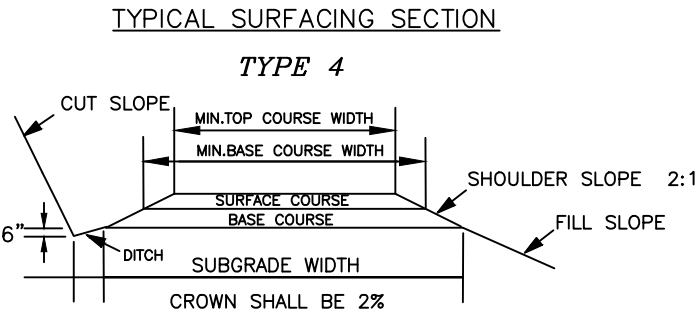 TYPICAL SURFACING SECTION
TYPE 4
CUT SLOPE
MIN.TOP COURSE WIDTH
MIN.BASE COURSE WIDTH
SHOULDER SLOPE 2:1
SURFACE COURSE
BASE COURSE
FILL SLOPE
6"
DITCH
SUBGRADE WIDTH
CROWN SHALL BE 2%